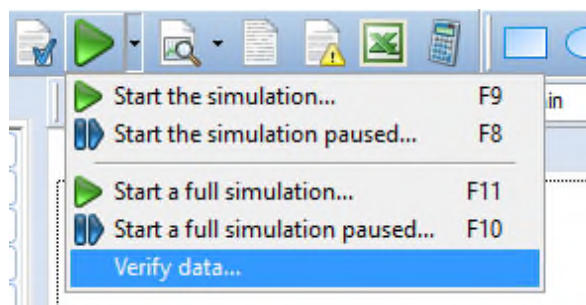 in
Start the simulation... F9
Start the simulation paused... F8
Start a full simulation... F11
Start a full simulation paused... F10
Verify data...